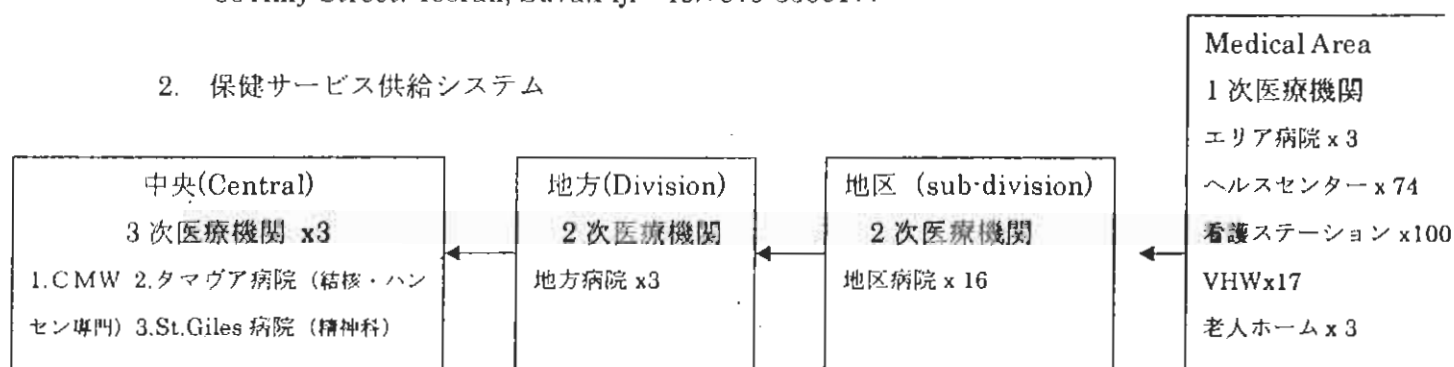 2. 保健サービス供給システム
中央(Central)
3次医療機関 x3
1.CMW 2.タマヴア病院(結核・ハン
セン専門) 3.St.Giles 病院(精神科)
地方(Division)
2次医療機関
地方病院 x3
地区 (sub-division)
2次医療機関
地区病院 x 16
Medical Area
1次医療機関
エリア病院 x 3
ヘルスセンター x 74
看護ステーション x100
VHWx17
老人ホーム x 3